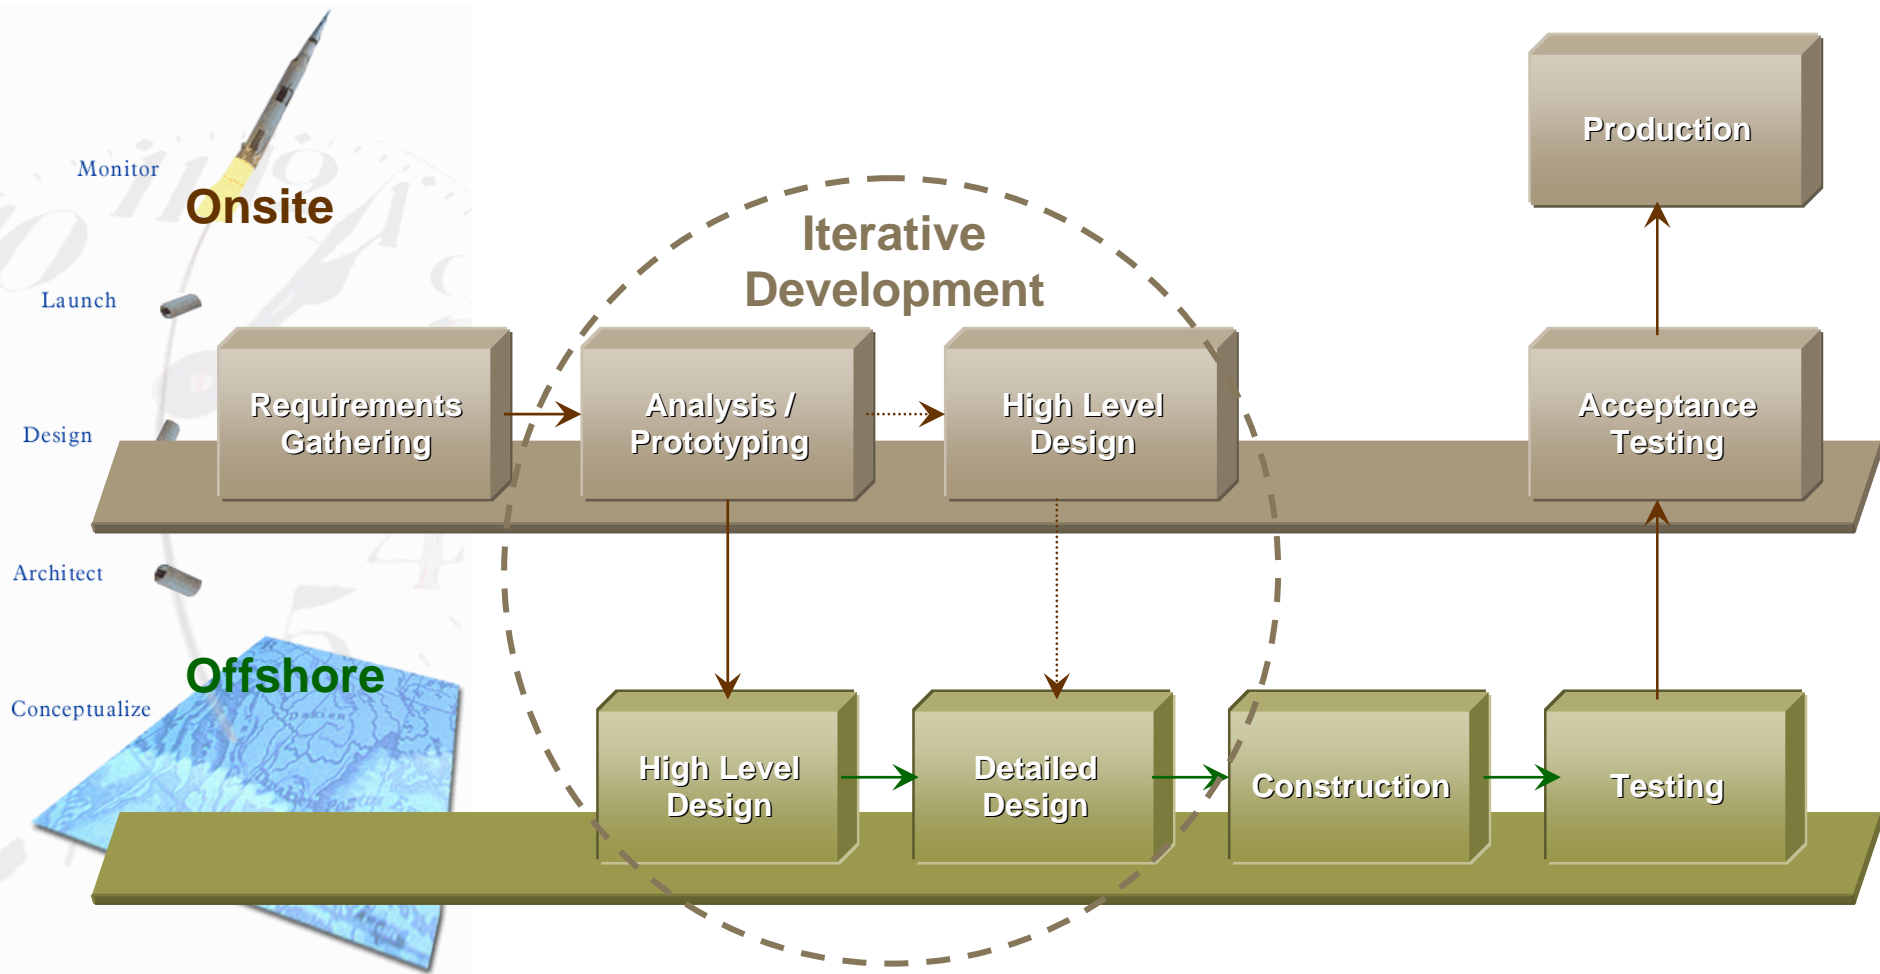 Production
Monitor
Onsite
Iterative
Development
Launch
Requirements
Gathering
Analysis /
Prototyping
High Level
Design
Acceptance
Testing
Design
Architect
Offshore
Conceptualize
High Level
Design
Detailed
Design
Construction
Testing